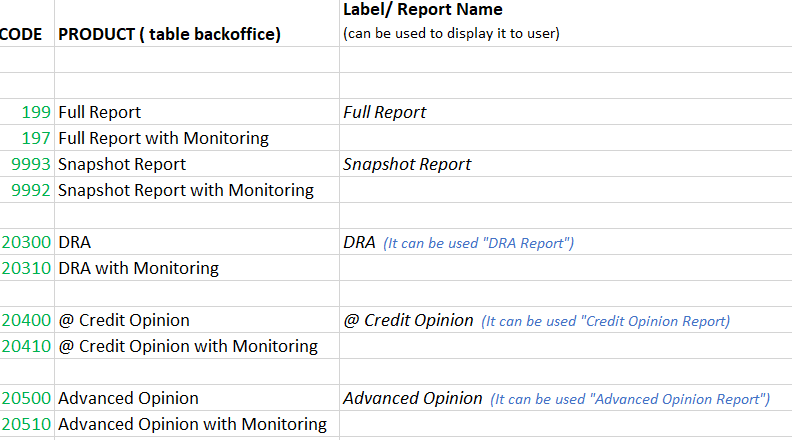 Label/ Report Name
CODE PRODUCT ( table backoffice) (can be used to display it to user)
199 Full Report Full Report
197 Full Report with Monitoring
9993 Snapshot Report Snapshot Report
9992 Snapshot Report with Monitoring
20300 DRA DRA (It can be used "DRA Report")
20310 DRA with Monitoring
20400 @ Credit Opinion @ Credit Opinion (It can be used "Credit Opinion Report)
20410 @ Credit Opinion with Monitoring
20500 Advanced Opinion Advanced Opinion (It can be used "Advanced Opinion Report")
20510 Advanced Opinion with Monitoring